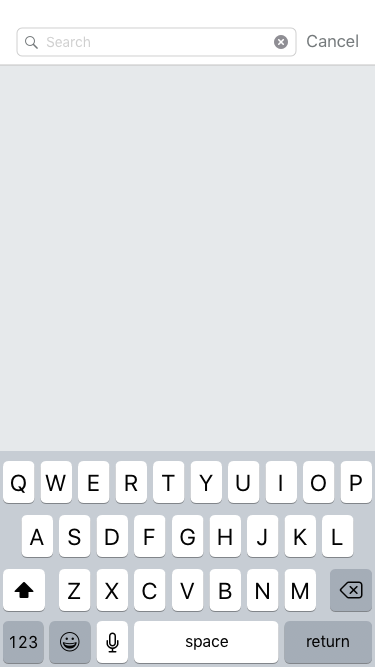 Search Cancel
Q W E R T Y U I O P
A S D F G H J K L
Z X C V B N M
123 space return